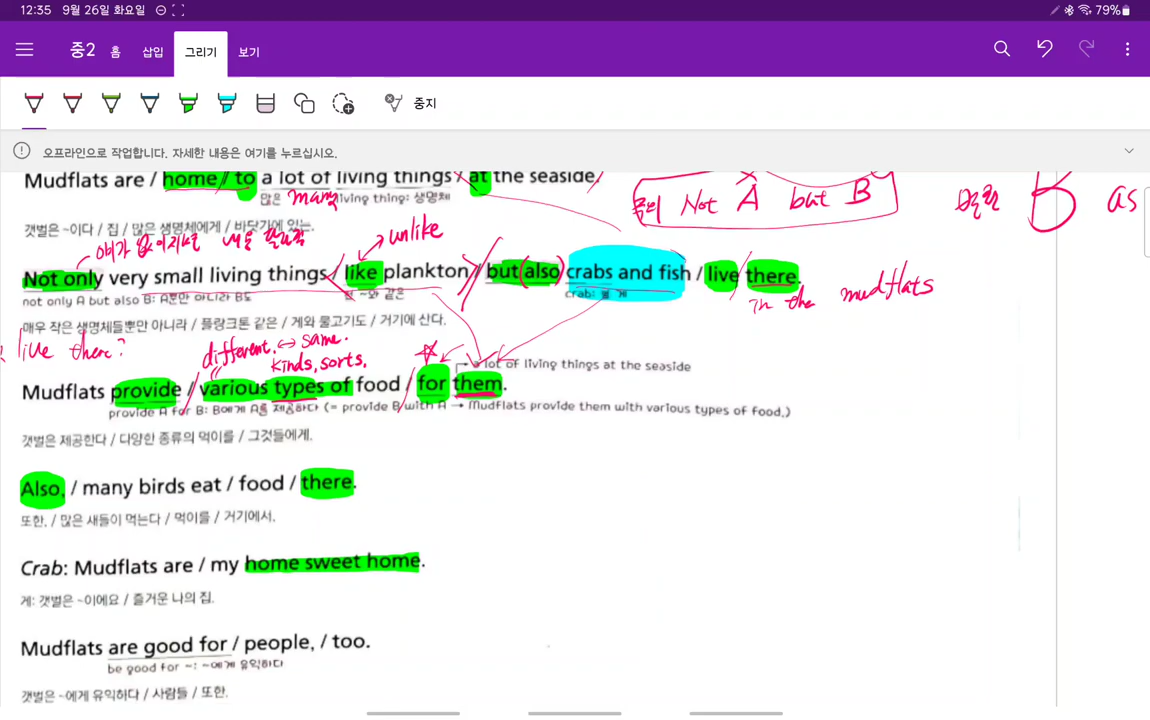 12:35 9월 26일 화요일 79%
중2 홈 삽입 그리기 보기
중지
오프라인으로 작업합니다. 자세한 내용은 여기를 누르십시오.
Mudflats are / home / to a lot of living things / at the seaside.
많은 many living thing: 생명체
Not A but B
B as
갯벌은 ~이다 / 집 / 많은 생명체에게 / 바닷가에 있는.
unlike
Not only very small living things / like plankton / but (also) crabs and fish / live / there.
not only A but also B: A뿐만 아니라 B도 ~와 같은 crab: 게
in the mudflats
매우 작은 생명체들뿐만 아니라 / 플랑크톤 같은 / 게와 물고기도 / 거기에 산다.
live there?
different. ↔ same.
kinds, sorts.
a lot of living things at the seaside
Mudflats provide / various types of food / for them.
provide A for B: B에게 A를 제공하다 (= provide B with A → Mudflats provide them with various types of food.)
갯벌은 제공한다 / 다양한 종류의 먹이를 / 그것들에게.
Also, / many birds eat / food / there.
또한, / 많은 새들이 먹는다 / 먹이를 / 거기에서.
Crab: Mudflats are / my home sweet home.
게: 갯벌은 ~이에요 / 즐거운 나의 집.
Mudflats are good for / people, / too.
be good for ~: ~에게 유익하다
갯벌은 ~에게 유익하다 / 사람들 / 또한.